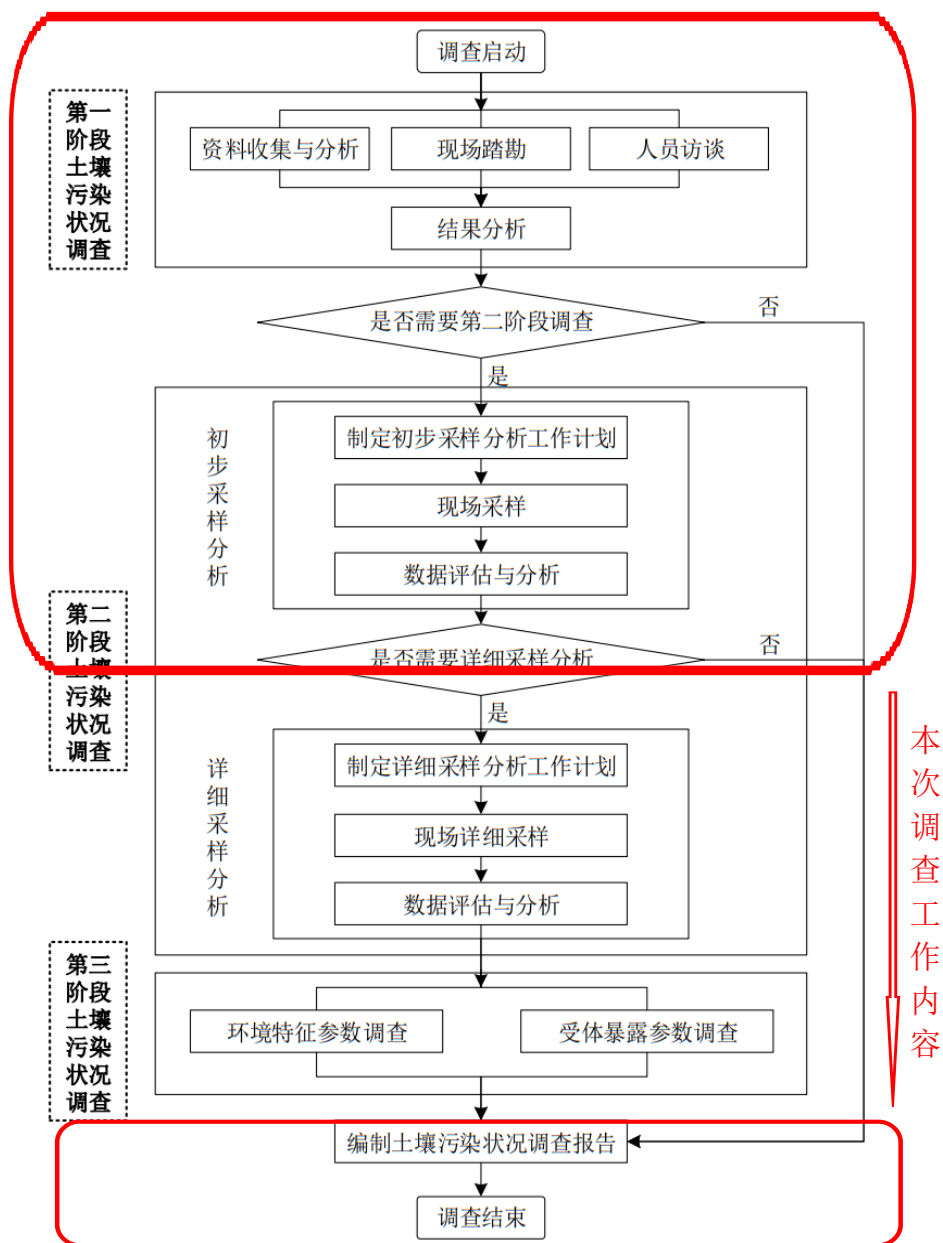 调查启动
第一
阶段
土壤
污染
状况
调查
资料收集与分析
现场踏勘
人员访谈
结果分析
是否需要第二阶段调查
否
是
初
步
采
样
分
析
制定初步采样分析工作计划
现场采样
数据评估与分析
第二
阶段
土壤
污染
状况
调查
是否需要详细采样分析
否
是
详
细
采
样
分
析
制定详细采样分析工作计划
现场详细采样
数据评估与分析
本
次
调
查
工
作
内
容
第三
阶段
土壤
污染
状况
调查
环境特征参数调查
受体暴露参数调查
编制土壤污染状况调查报告
调查结束